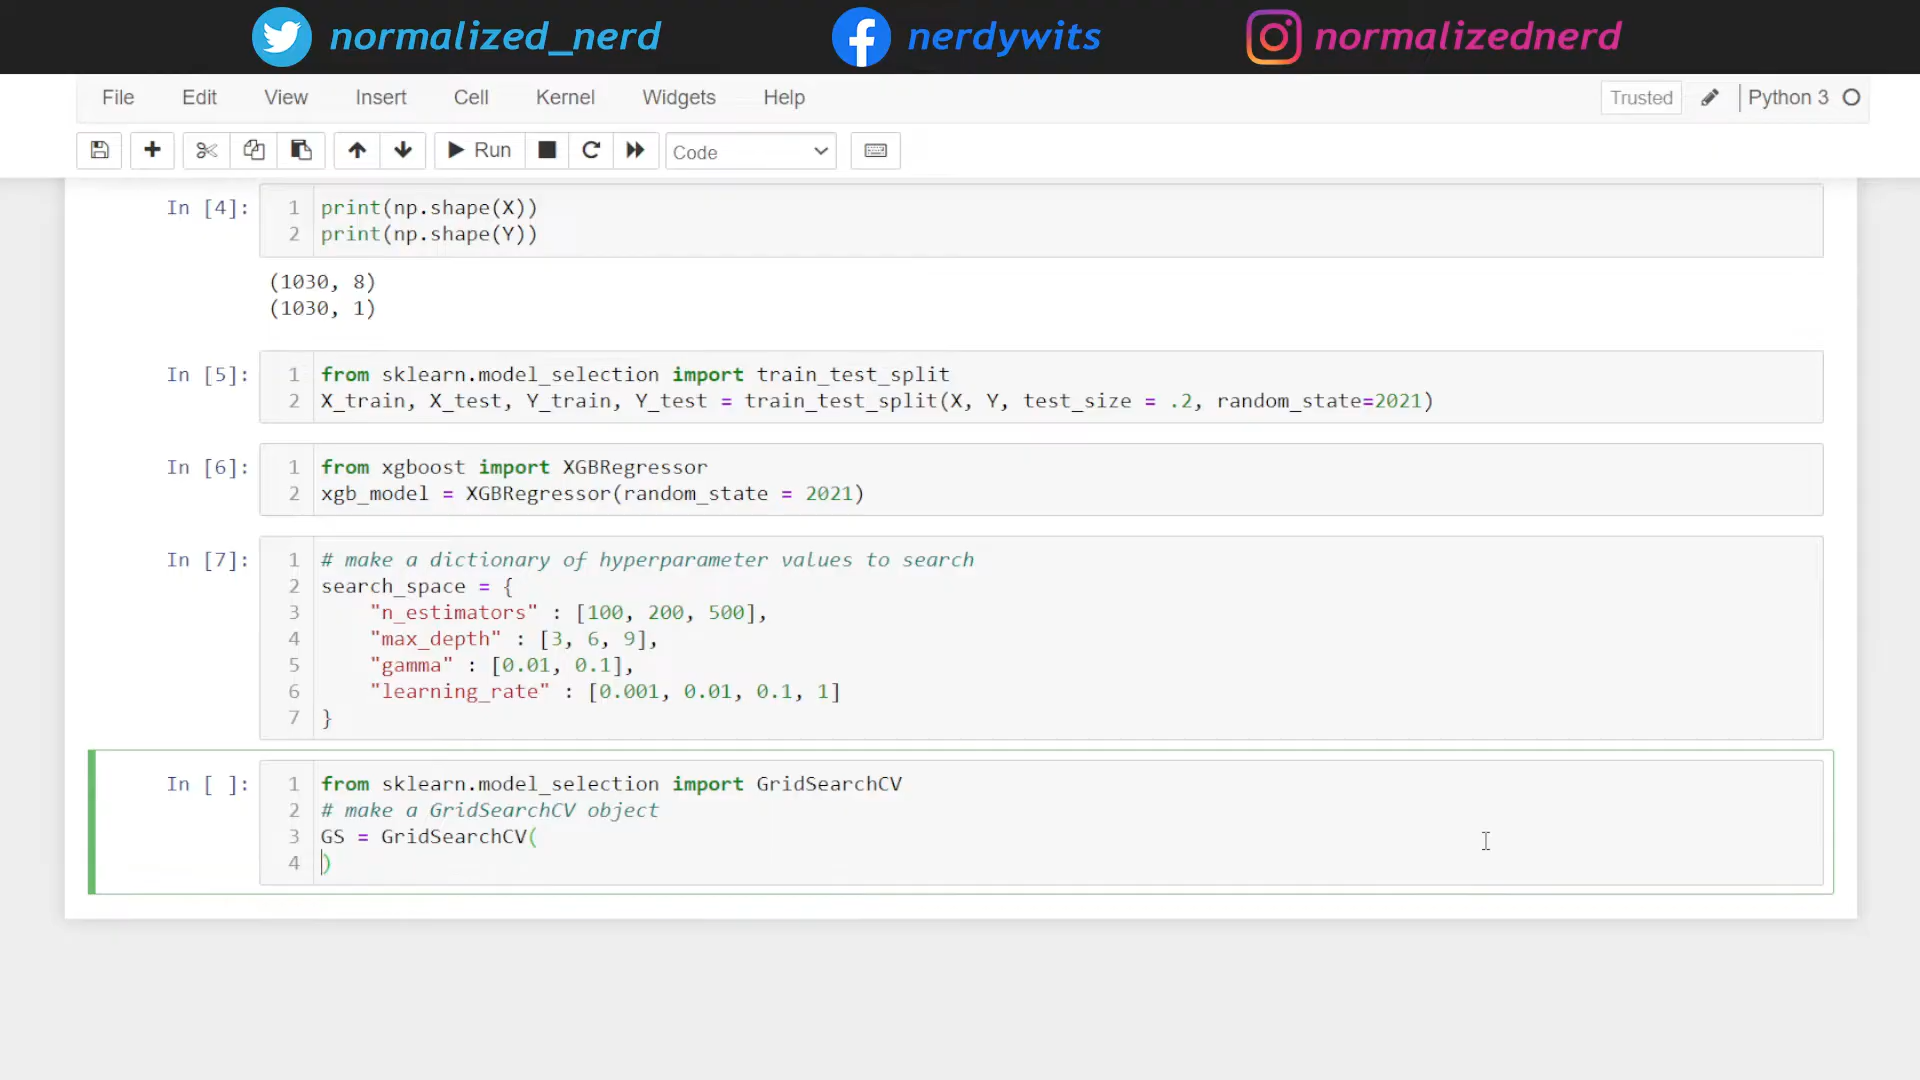 normalized_nerd nerdywits normalizednerd
File Edit View Insert Cell Kernel Widgets Help Trusted Python 3
Run Code
In [4]: 1 print(np.shape(X))
2 print(np.shape(Y))
(1030, 8)
(1030, 1)
In [5]: 1 from sklearn.model_selection import train_test_split
2 X_train, X_test, Y_train, Y_test = train_test_split(X, Y, test_size = .2, random_state=2021)
In [6]: 1 from xgboost import XGBRegressor
2 xgb_model = XGBRegressor(random_state = 2021)
In [7]: 1 # make a dictionary of hyperparameter values to search
2 search_space = {
3 "n_estimators" : [100, 200, 500],
4 "max_depth" : [3, 6, 9],
5 "gamma" : [0.01, 0.1],
6 "learning_rate" : [0.001, 0.01, 0.1, 1]
7 }
In [ ]: 1 from sklearn.model_selection import GridSearchCV
2 # make a GridSearchCV object
3 GS = GridSearchCV(
4 )